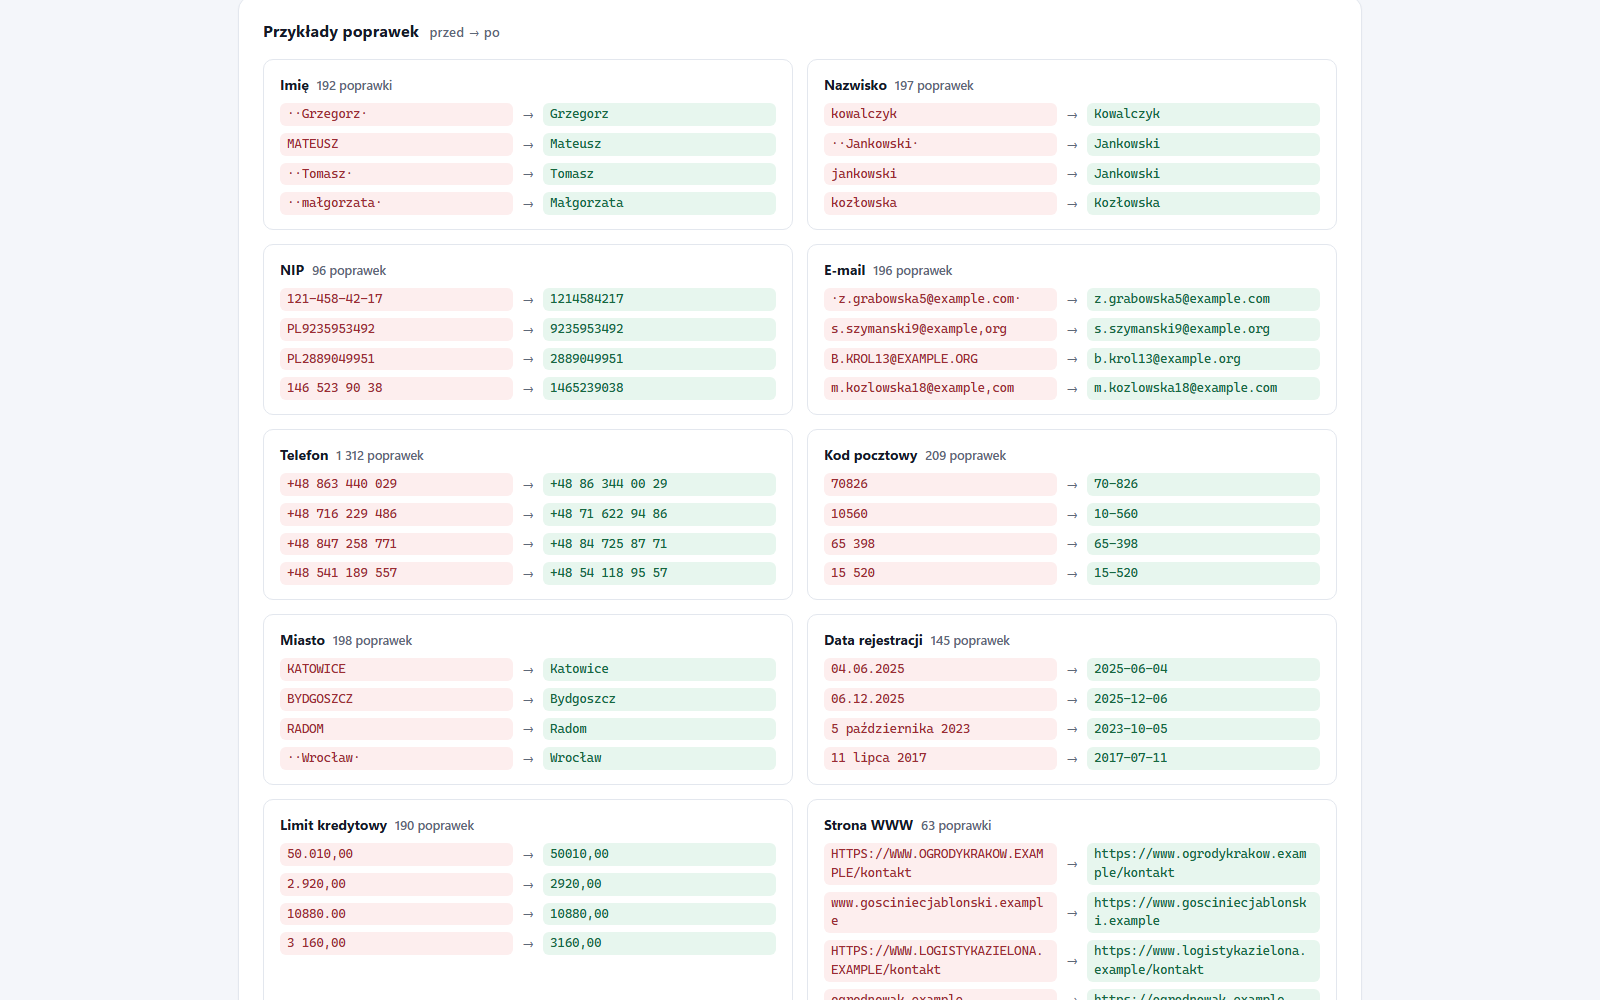 Przykłady poprawek przed → po
Imię 192 poprawki
··Grzegorz· → Grzegorz
MATEUSZ → Mateusz
··Tomasz· → Tomasz
··małgorzata· → Małgorzata
Nazwisko 197 poprawek
kowalczyk → Kowalczyk
··Jankowski· → Jankowski
jankowski → Jankowski
kozłowska → Kozłowska
NIP 96 poprawek
121-458-42-17 → 1214584217
PL9235953492 → 9235953492
PL2889049951 → 2889049951
146 523 90 38 → 1465239038
E-mail 196 poprawek
·z.grabowska5@example.com· → z.grabowska5@example.com
s.szymanski9@example,org → s.szymanski9@example.org
B.KROL13@EXAMPLE.ORG → b.krol13@example.org
m.kozlowska18@example,com → m.kozlowska18@example.com
Telefon 1 312 poprawek
+48 863 440 029 → +48 86 344 00 29
+48 716 229 486 → +48 71 622 94 86
+48 847 258 771 → +48 84 725 87 71
+48 541 189 557 → +48 54 118 95 57
Kod pocztowy 209 poprawek
70826 → 70-826
10560 → 10-560
65 398 → 65-398
15 520 → 15-520
Miasto 198 poprawek
KATOWICE → Katowice
BYDGOSZCZ → Bydgoszcz
RADOM → Radom
··Wrocław· → Wrocław
Data rejestracji 145 poprawek
04.06.2025 → 2025-06-04
06.12.2025 → 2025-12-06
5 października 2023 → 2023-10-05
11 lipca 2017 → 2017-07-11
Limit kredytowy 190 poprawek
50.010,00 → 50010,00
2.920,00 → 2920,00
10880.00 → 10880,00
3 160,00 → 3160,00
Strona WWW 63 poprawki
HTTPS://WWW.OGRODYKRAKOW.EXAM
PLE/kontakt
→
https://www.ogrodykrakow.exam
ple/kontakt
www.gosciniecjablonski.exampl
e
→
https://www.gosciniecjablonsk
i.example
HTTPS://WWW.LOGISTYKAZIELONA.
EXAMPLE/kontakt
→
https://www.logistykazielona.
example/kontakt
ogrodnowak.example → https://ogrodnowak.example